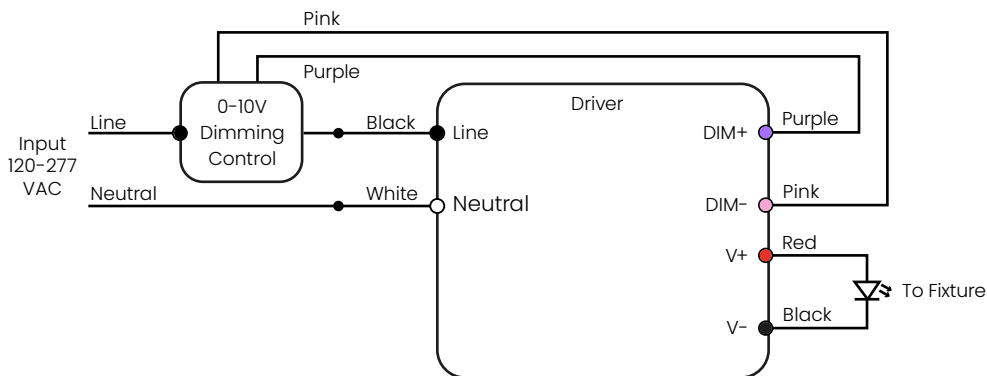 Pink
Purple
Driver
0-10V
Dimming
Control
Input
120-277
VAC
Line
Black
Line
DIM+
Purple
Neutral
White
Neutral
DIM-
Pink
V+
Red
To Fixture
V-
Black